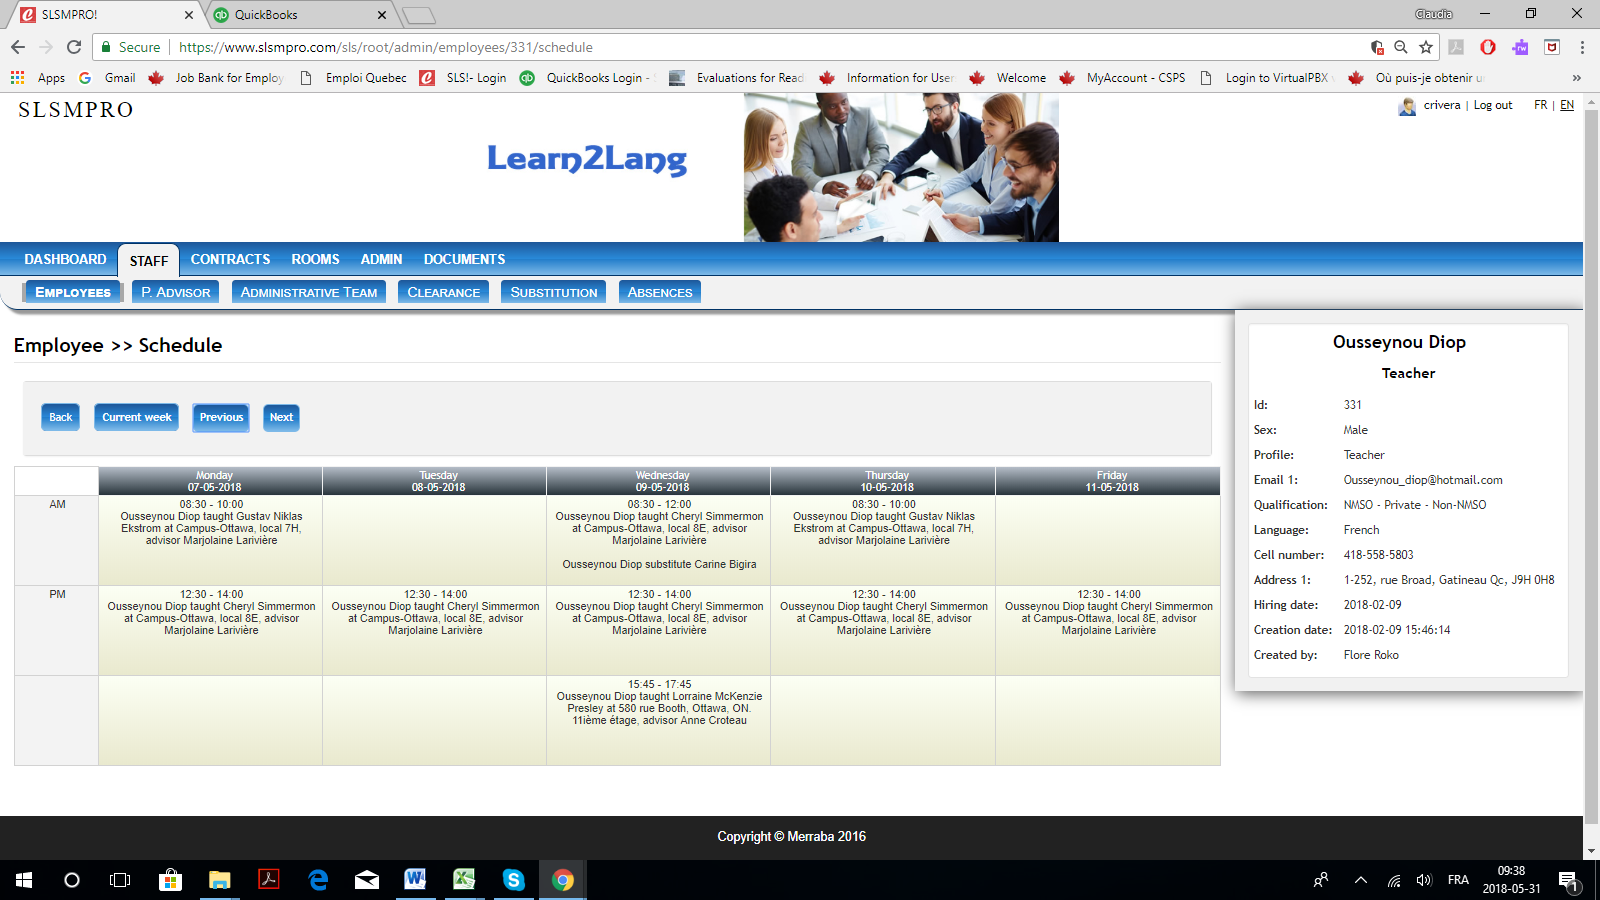 SLSMPRO!
QuickBooks
Claudia
Secure
https://www.slsmpro.com/sls/root/admin/employees/331/schedule
Apps
Gmail
Job Bank for Employ
Emploi Quebec
SLS!- Login
QuickBooks Login -
Evaluations for Read
Information for User
Welcome
MyAccount - CSPS
Login to VirtualPBX
Où puis-je obtenir u
»
SLSMPRO
crivera | Log out FR | EN
Learn2Lang
DASHBOARD STAFF CONTRACTS ROOMS ADMIN DOCUMENTS
EMPLOYEES P. ADVISOR ADMINISTRATIVE TEAM CLEARANCE SUBSTITUTION ABSENCES
Employee >> Schedule
Back Current week Previous Next
Monday
07-05-2018
Tuesday
08-05-2018
Wednesday
09-05-2018
Thursday
10-05-2018
Friday
11-05-2018
AM
08:30 - 10:00
Ousseynou Diop taught Gustav Niklas
Ekstrom at Campus-Ottawa, local 7H,
advisor Marjolaine Larivière
08:30 - 12:00
Ousseynou Diop taught Cheryl Simmermon
at Campus-Ottawa, local 8E, advisor
Marjolaine Larivière
Ousseynou Diop substitute Carine Bigira
08:30 - 10:00
Ousseynou Diop taught Gustav Niklas
Ekstrom at Campus-Ottawa, local 7H,
advisor Marjolaine Larivière
PM
12:30 - 14:00
Ousseynou Diop taught Cheryl Simmermon
at Campus-Ottawa, local 8E, advisor
Marjolaine Larivière
12:30 - 14:00
Ousseynou Diop taught Cheryl Simmermon
at Campus-Ottawa, local 8E, advisor
Marjolaine Larivière
12:30 - 14:00
Ousseynou Diop taught Cheryl Simmermon
at Campus-Ottawa, local 8E, advisor
Marjolaine Larivière
12:30 - 14:00
Ousseynou Diop taught Cheryl Simmermon
at Campus-Ottawa, local 8E, advisor
Marjolaine Larivière
12:30 - 14:00
Ousseynou Diop taught Cheryl Simmermon
at Campus-Ottawa, local 8E, advisor
Marjolaine Larivière
15:45 - 17:45
Ousseynou Diop taught Lorraine McKenzie
Presley at 580 rue Booth, Ottawa, ON.
11ième étage, advisor Anne Croteau
Ousseynou Diop
Teacher
Id: 331
Sex: Male
Profile: Teacher
Email 1: Ousseynou_diop@hotmail.com
Qualification: NMSO - Private - Non-NMSO
Language: French
Cell number: 418-558-5803
Address 1: 1-252, rue Broad, Gatineau Qc, J9H 0H8
Hiring date: 2018-02-09
Creation date: 2018-02-09 15:46:14
Created by: Flore Roko
Copyright © Merraba 2016
FRA
09:38
2018-05-31
1